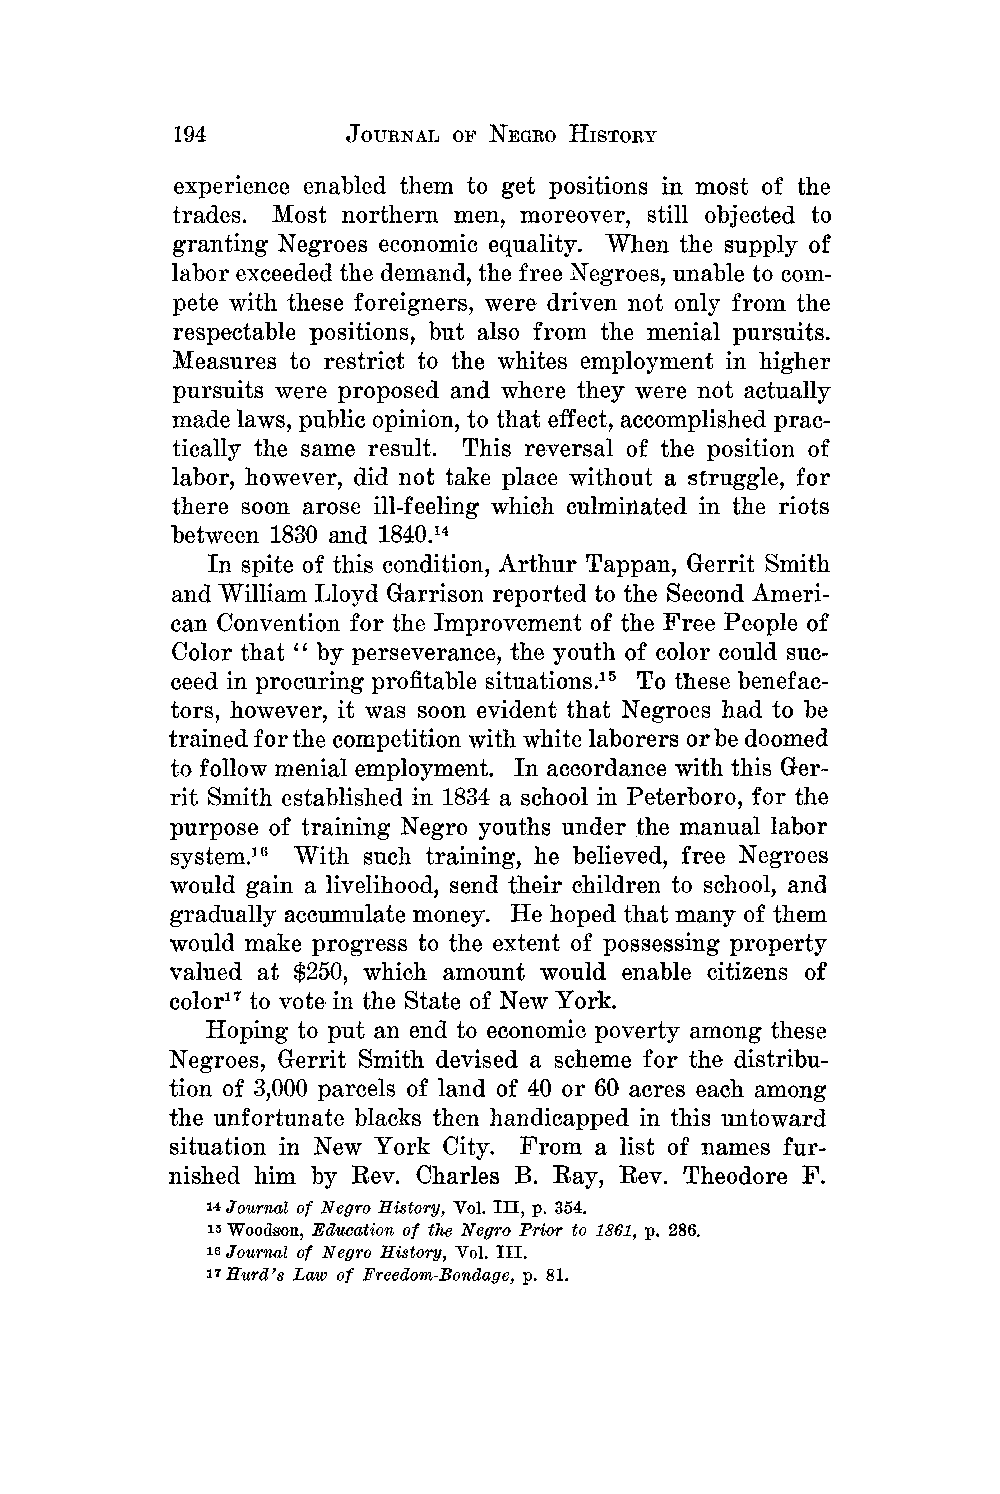 194 JOURNAL OF NEGRO HISTORY
experience enabled them to get positions in most of the
trades. Most northern men, moreover, still objected to
granting Negroes economic equality. When the supply of
labor exceeded the demand, the free Negroes, unable to com-
pete with these foreigners, were driven not only from the
respectable positions, but also from the menial pursuits.
Measures to restrict to the whites employment in higher
pursuits were proposed and where they were not actually
made laws, public opinion, to that effect, accomplished prac-
tically the same result. This reversal of the position of
labor, however, did not take place without a struggle, for
there soon arose ill-feeling which culminated in the riots
between 1830 and 1840.¹⁴
In spite of this condition, Arthur Tappan, Gerrit Smith
and William Lloyd Garrison reported to the Second Ameri-
can Convention for the Improvement of the Free People of
Color that “ by perseverance, the youth of color could suc-
ceed in procuring profitable situations.¹⁵ To these benefac-
tors, however, it was soon evident that Negroes had to be
trained for the competition with white laborers or be doomed
to follow menial employment. In accordance with this Ger-
rit Smith established in 1834 a school in Peterboro, for the
purpose of training Negro youths under the manual labor
system.¹⁶ With such training, he believed, free Negroes
would gain a livelihood, send their children to school, and
gradually accumulate money. He hoped that many of them
would make progress to the extent of possessing property
valued at $250, which amount would enable citizens of
color¹⁷ to vote in the State of New York.
Hoping to put an end to economic poverty among these
Negroes, Gerrit Smith devised a scheme for the distribu-
tion of 3,000 parcels of land of 40 or 60 acres each among
the unfortunate blacks then handicapped in this untoward
situation in New York City. From a list of names fur-
nished him by Rev. Charles B. Ray, Rev. Theodore F.
¹⁴ Journal of Negro History, Vol. III, p. 354.
¹⁵ Woodson, Education of the Negro Prior to 1861, p. 286.
¹⁶ Journal of Negro History, Vol. III.
¹⁷ Hurd's Law of Freedom-Bondage, p. 81.